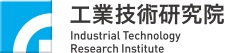 工業技術研究院
Industrial Technology
Research Institute